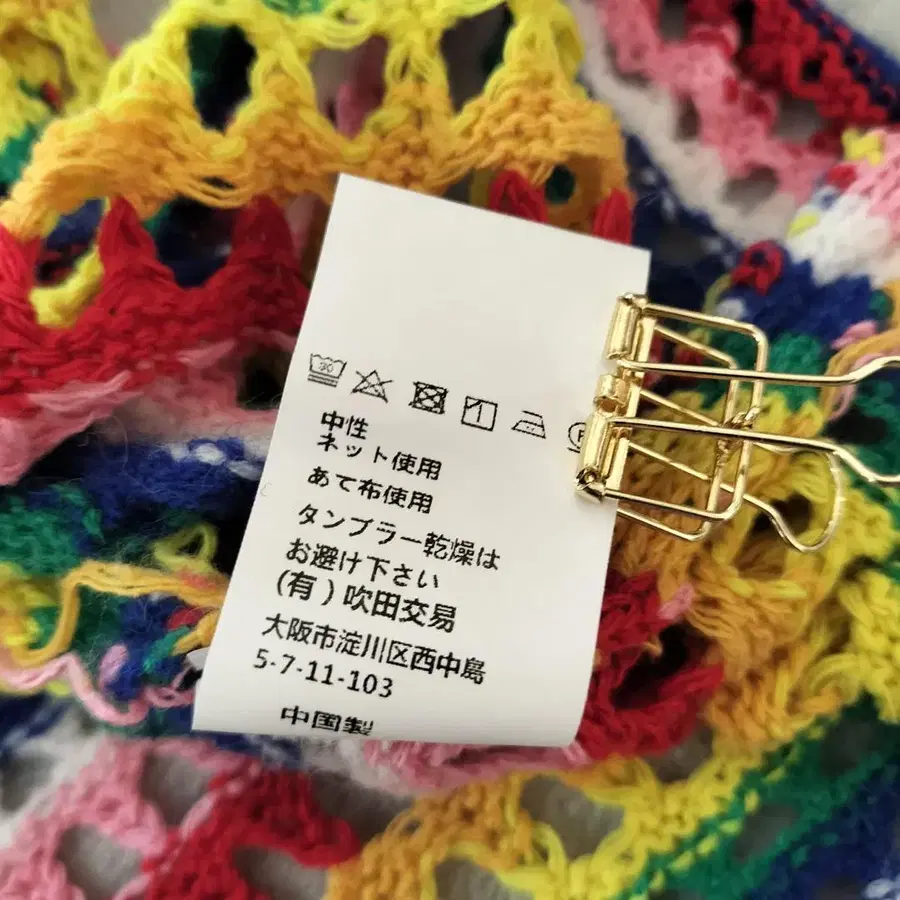 30
中性
ネット使用
あて布使用
タンブラー乾燥は
お避け下さい
(有)吹田交易
大阪市淀川区西中島
5-7-11-103
中国製